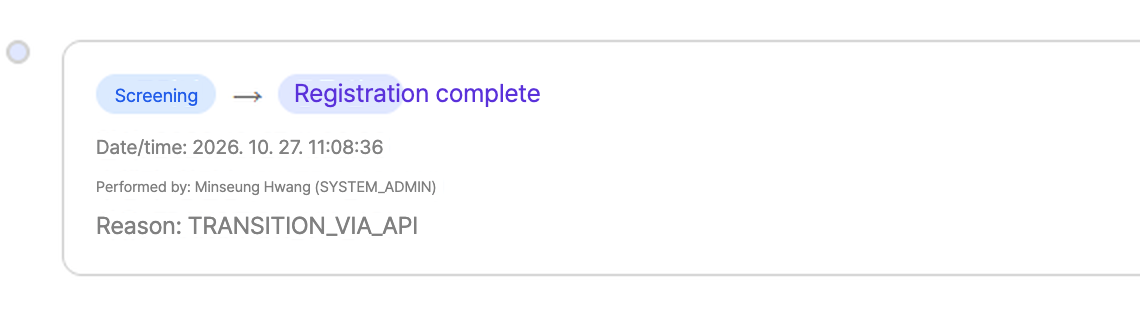 Screening → Registration complete
Date/time: 2026. 10. 27. 11:08:36
Performed by: Minseung Hwang (SYSTEM_ADMIN)
Reason: TRANSITION_VIA_API